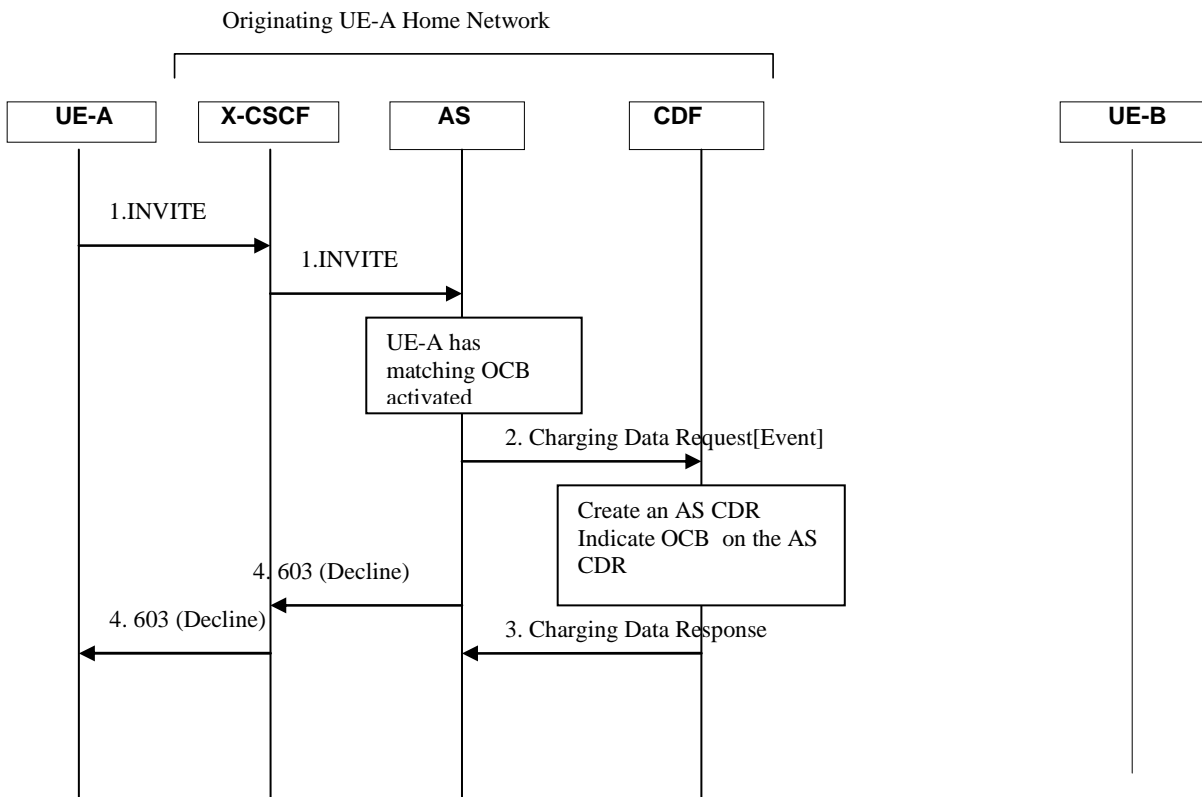 Originating UE-A Home Network
UE-A
X-CSCF
AS
CDF
UE-B
1.INVITE
1.INVITE
UE-A has
matching OCB
activated
2. Charging Data Request[Event]
Create an AS CDR
Indicate OCB on the AS
CDR
4. 603 (Decline)
4. 603 (Decline)
3. Charging Data Response